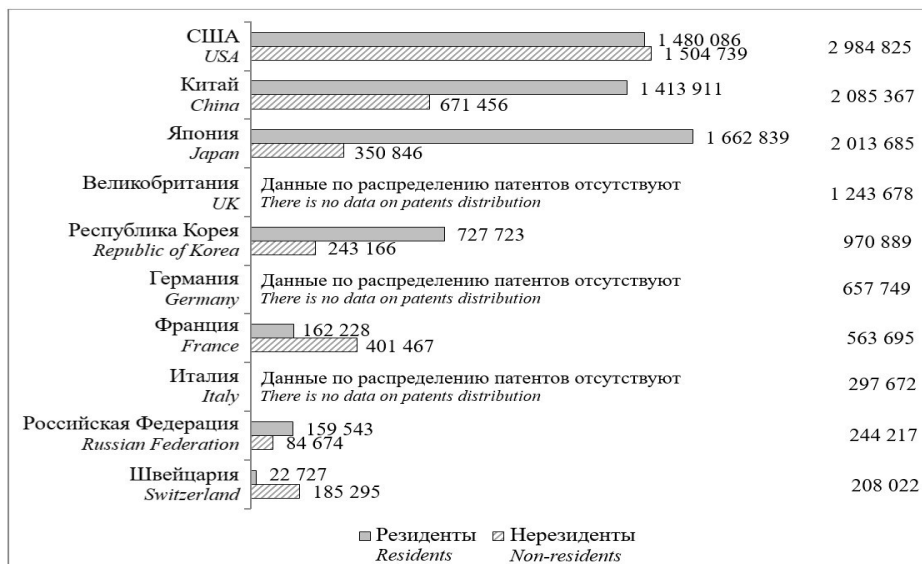 США
USA
1 480 086
1 504 739
2 984 825
Китай
China
1 413 911
671 456
2 085 367
Япония
Japan
1 662 839
350 846
2 013 685
Великобритания
UK
Данные по распределению патентов отсутствуют
There is no data on patents distribution
1 243 678
Республика Корея
Republic of Korea
727 723
243 166
970 889
Германия
Germany
Данные по распределению патентов отсутствуют
There is no data on patents distribution
657 749
Франция
France
162 228
401 467
563 695
Италия
Italy
Данные по распределению патентов отсутствуют
There is no data on patents distribution
297 672
Российская Федерация
Russian Federation
159 543
84 674
244 217
Швейцария
Switzerland
22 727
185 295
208 022
Резиденты
Residents
Нерезиденты
Non-residents